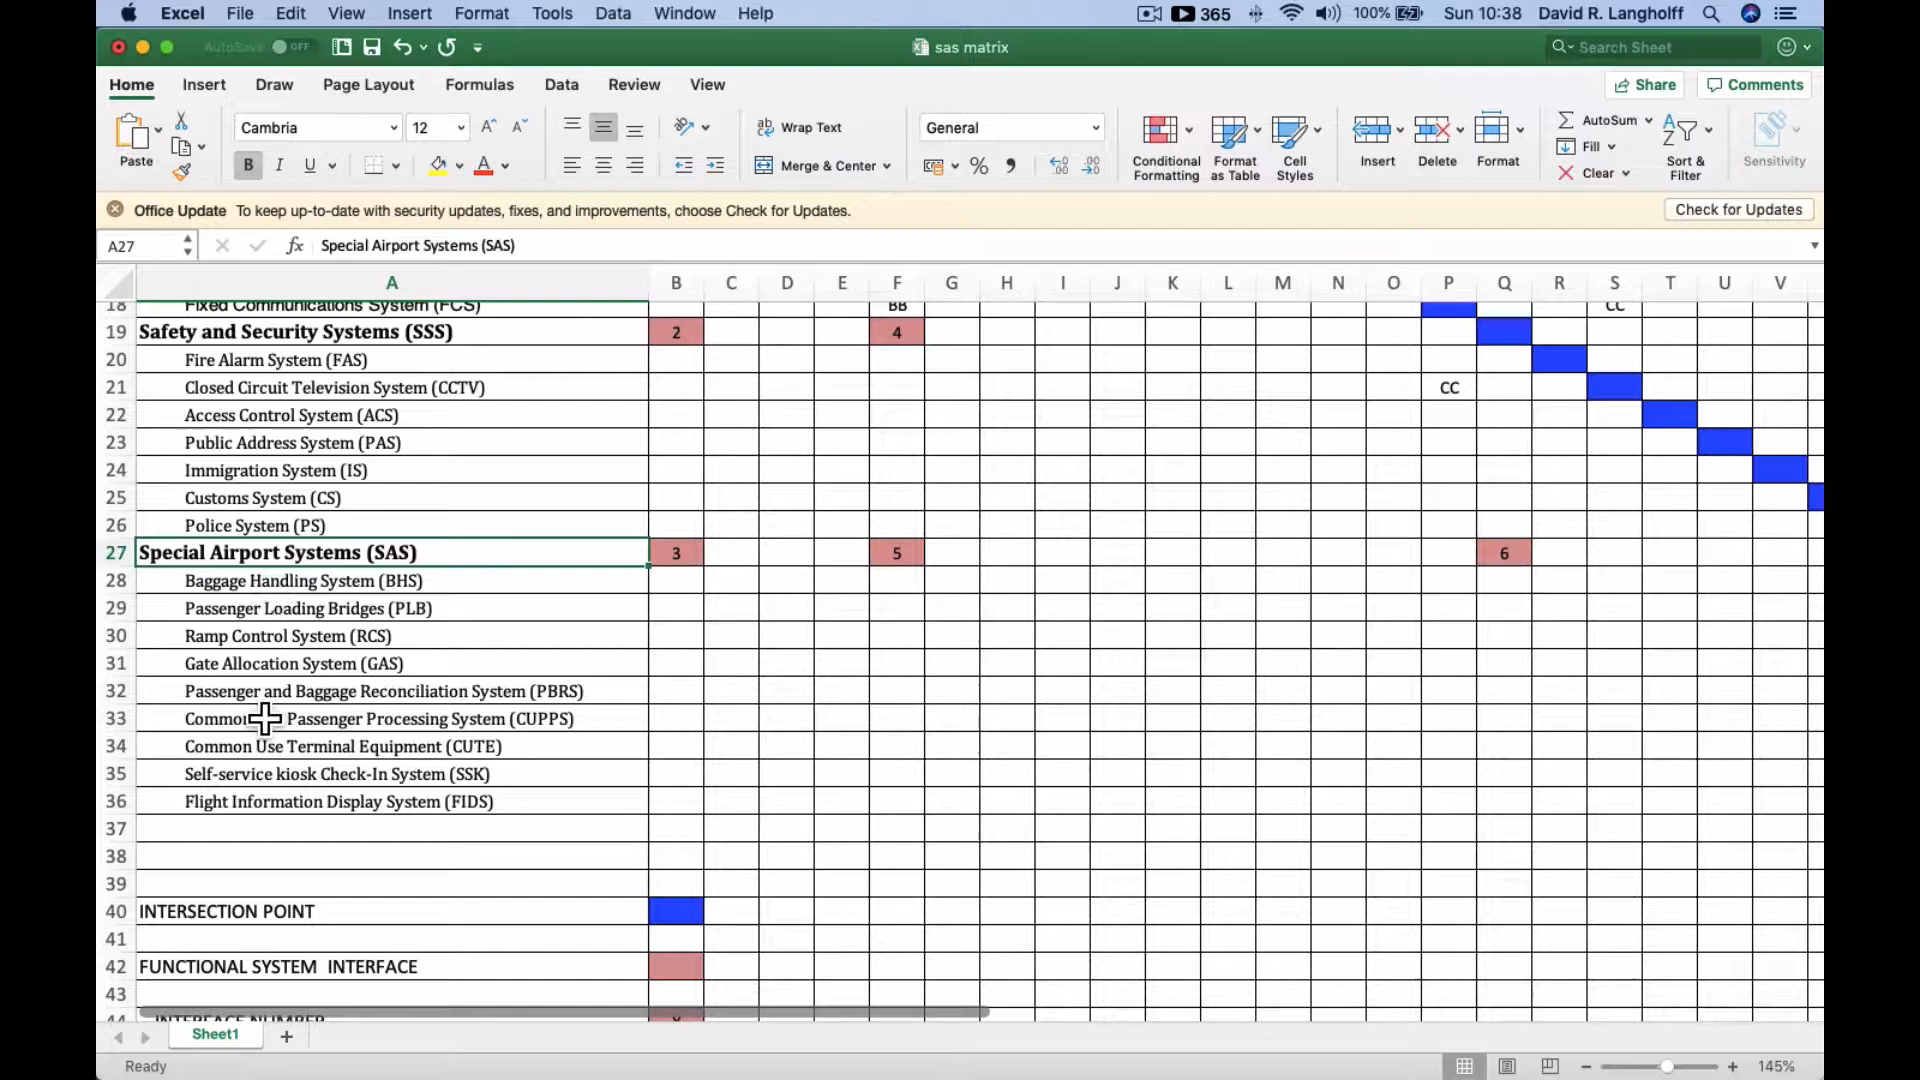 Excel File Edit View Insert Format Tools Data Window Help 365 100% Sun 10:38 David R. Langholff
AutoSave OFF sas matrix Search Sheet
Home Insert Draw Page Layout Formulas Data Review View Share Comments
Paste Cambria 12 Wrap Text General Conditional Formatting Format as Table Cell Styles Insert Delete Format AutoSum Sort & Filter Sensitivity
B I U Merge & Center Fill Clear
Office Update To keep up-to-date with security updates, fixes, and improvements, choose Check for Updates. Check for Updates
A27 fx Special Airport Systems (SAS)
A B C D E F G H I J K L M N O P Q R S T U V
18 Fixed Communications System (FCS) BB CC
19 Safety and Security Systems (SSS) 2 4
20 Fire Alarm System (FAS)
21 Closed Circuit Television System (CCTV) CC
22 Access Control System (ACS)
23 Public Address System (PAS)
24 Immigration System (IS)
25 Customs System (CS)
26 Police System (PS)
27 Special Airport Systems (SAS) 3 5 6
28 Baggage Handling System (BHS)
29 Passenger Loading Bridges (PLB)
30 Ramp Control System (RCS)
31 Gate Allocation System (GAS)
32 Passenger and Baggage Reconciliation System (PBRS)
33 Common Passenger Processing System (CUPPS)
34 Common Use Terminal Equipment (CUTE)
35 Self-service kiosk Check-In System (SSK)
36 Flight Information Display System (FIDS)
37
38
39
40 INTERSECTION POINT
41
42 FUNCTIONAL SYSTEM INTERFACE
43
44 INTERFACE NUMBER
Sheet1
Ready 145%